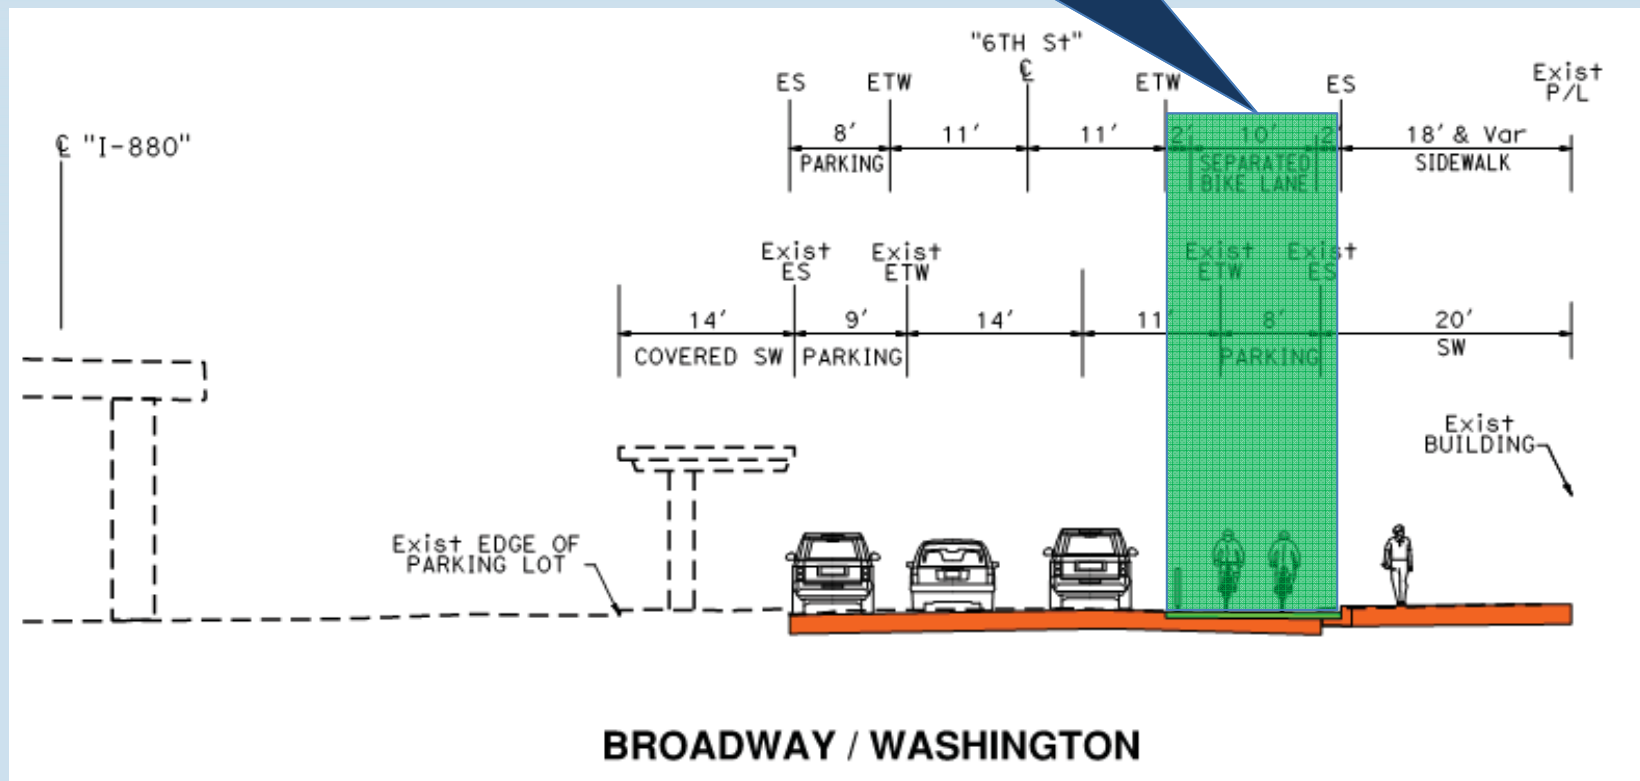 "6TH St"
℄
ES
ETW
ETW
ES
Exist
P/L
℄ "I-880"
8'
11'
11'
2'
10'
2'
18' & Var
PARKING
SEPARATED
BIKE LANE
SIDEWALK
Exist
ES
Exist
ETW
Exist
ETW
Exist
ES
14'
9'
14'
11'
8'
20'
COVERED SW
PARKING
PARKING
SW
Exist
BUILDING
Exist EDGE OF
PARKING LOT
BROADWAY / WASHINGTON